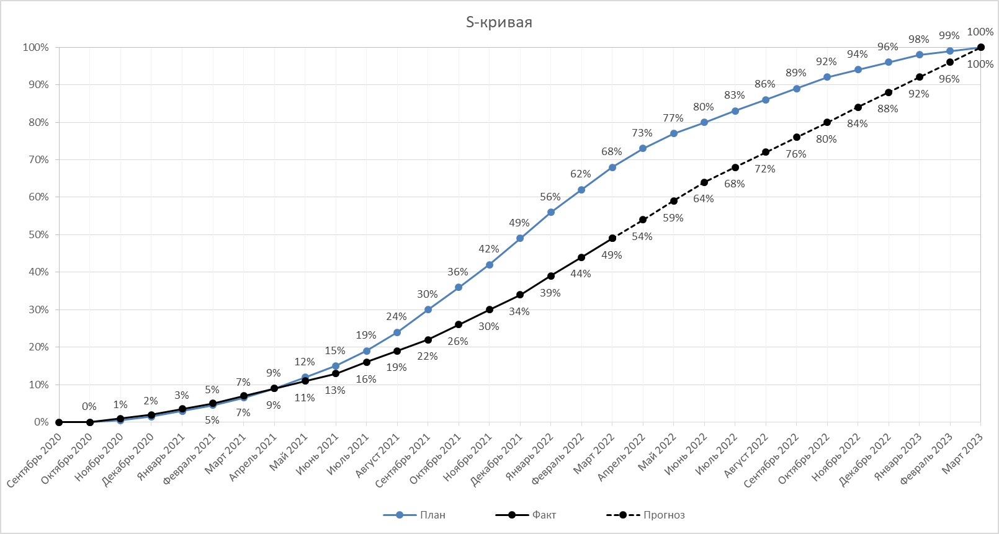 S-кривая
100%
90%
80%
70%
60%
50%
40%
30%
20%
10%
0%
0%
1%
2%
3%
5%
7%
9%
12%
15%
19%
24%
30%
36%
42%
49%
56%
62%
68%
73%
77%
80%
83%
86%
89%
92%
94%
96%
98%
99%
100%
5%
7%
9%
11%
13%
16%
19%
22%
26%
30%
34%
39%
44%
49%
54%
59%
64%
68%
72%
76%
80%
84%
88%
92%
96%
100%
Сентябрь 2020
Октябрь 2020
Ноябрь 2020
Декабрь 2020
Январь 2021
Февраль 2021
Март 2021
Апрель 2021
Май 2021
Июнь 2021
Июль 2021
Август 2021
Сентябрь 2021
Октябрь 2021
Ноябрь 2021
Декабрь 2021
Январь 2022
Февраль 2022
Март 2022
Апрель 2022
Май 2022
Июнь 2022
Июль 2022
Август 2022
Сентябрь 2022
Октябрь 2022
Ноябрь 2022
Декабрь 2022
Январь 2023
Февраль 2023
Март 2023
План
Факт
Прогноз